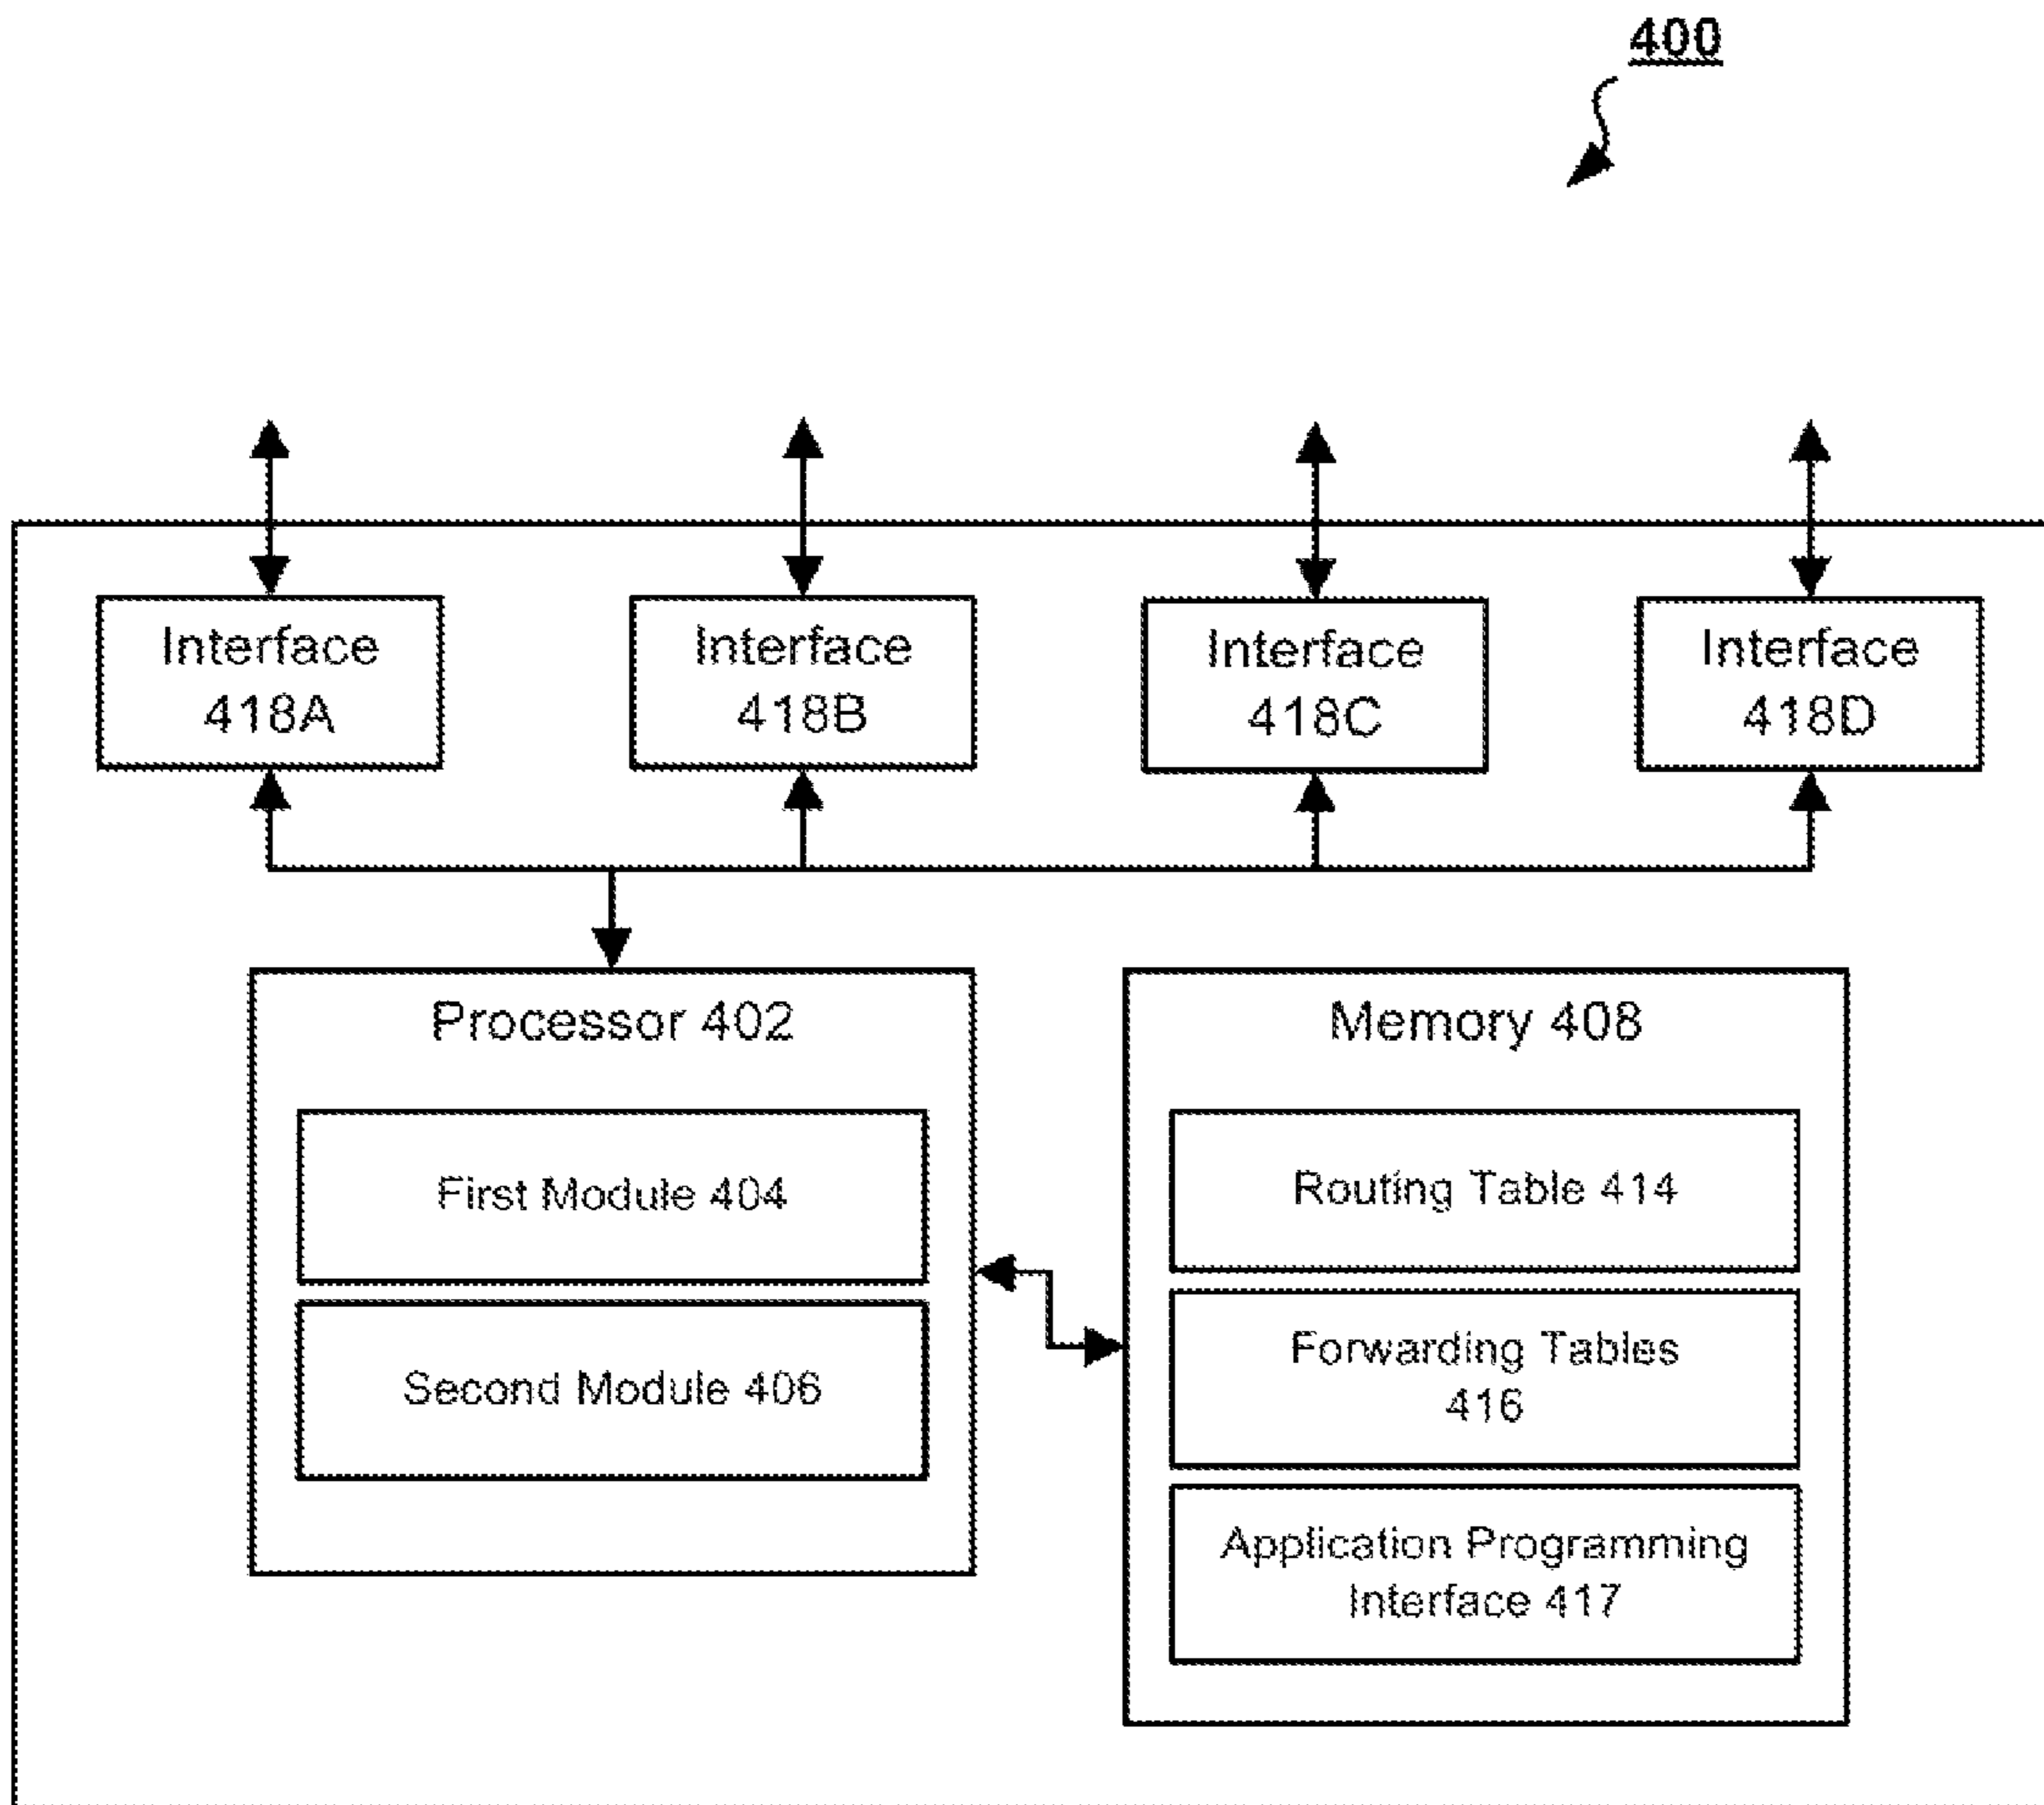 400
Interface
418A
Interface
418B
Interface
418C
Interface
418D
Processor 402
First Module 404
Second Module 406
Memory 408
Routing Table 414
Forwarding Tables
416
Application Programming
Interface 417